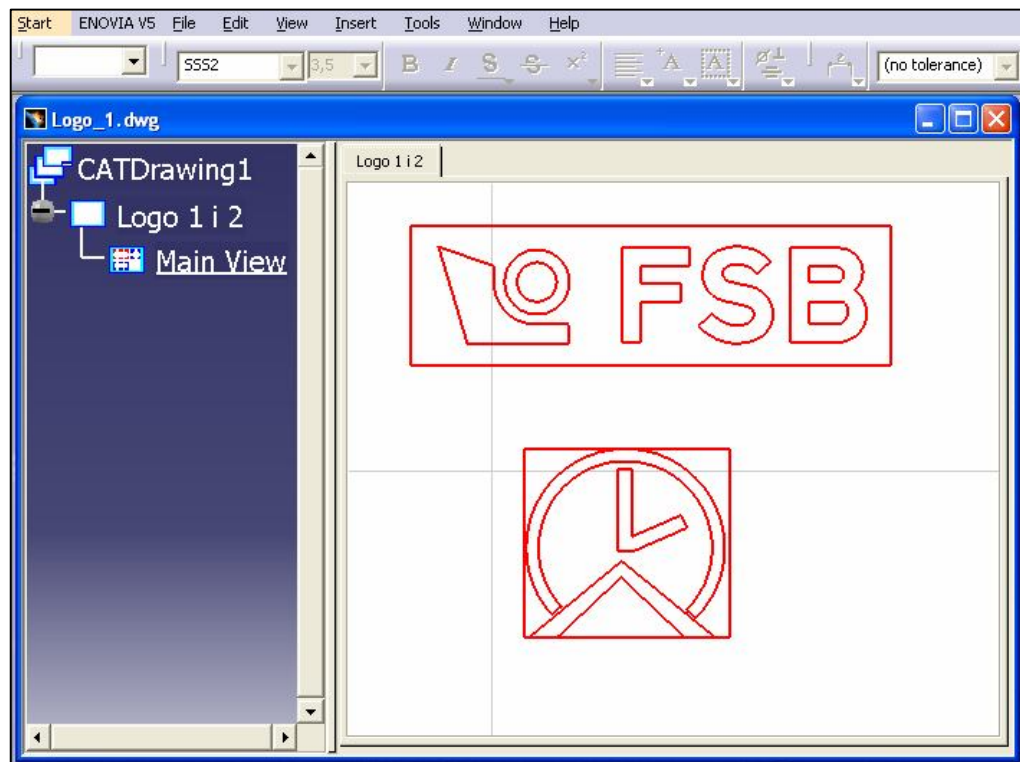 Start ENOVIA V5 File Edit View Insert Tools Window Help
SSS2 3,5 B I S S x² A A (no tolerance)
Logo_1.dwg
CATDrawing1
Logo 1 i 2
Main View
Logo 1 i 2
FSB